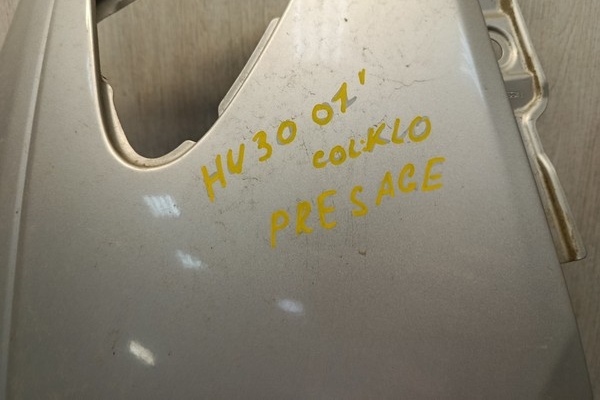 HU30 01'
COL:KLO
PRESAGE